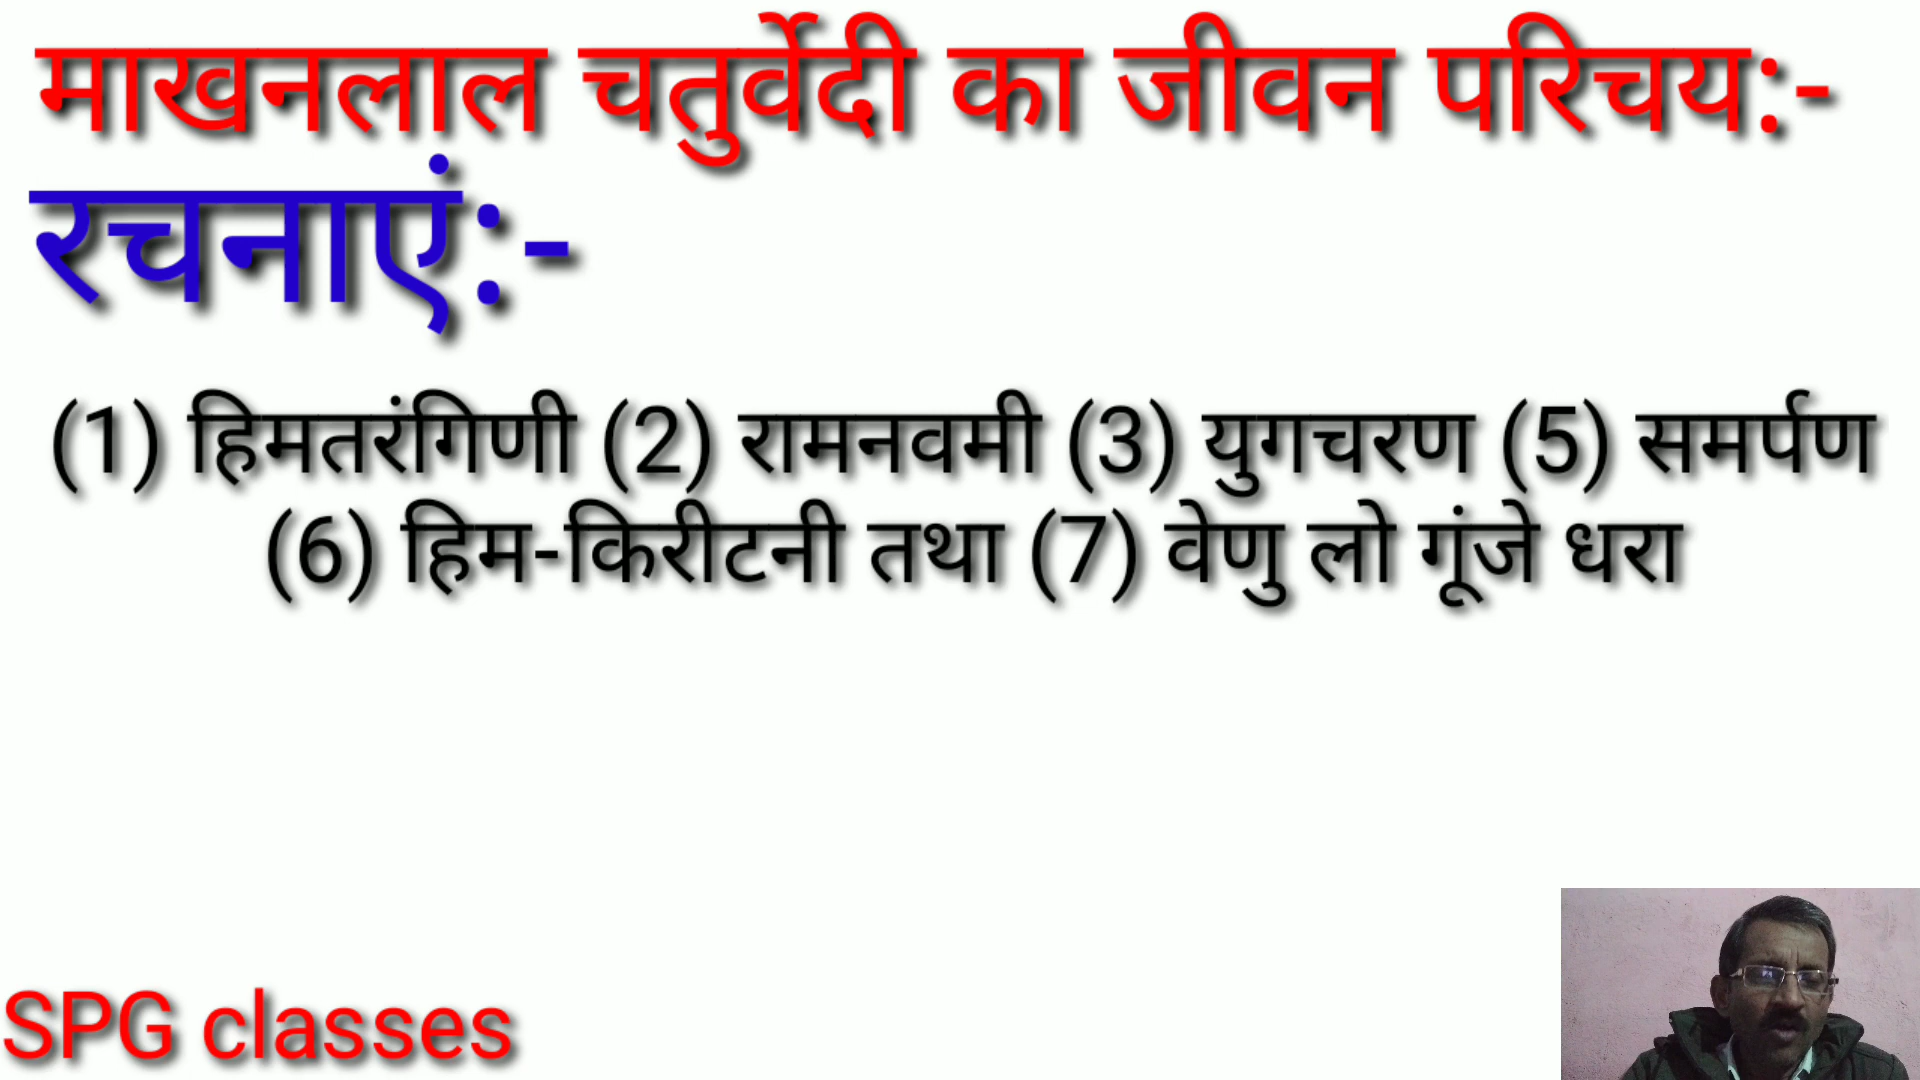 माखनलाल चतुर्वेदी का जीवन परिचय:-
रचनाएं:-
(1) हिमतरंगिणी (2) रामनवमी (3) युगचरण (5) समर्पण
(6) हिम-किरीटनी तथा (7) वेणु लो गूंजे धरा
SPG classes